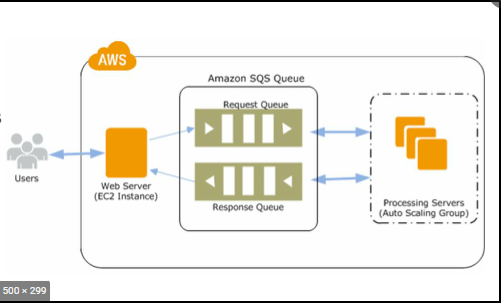 AWS
Amazon SQS Queue
Request Queue
Users
Web Server
(EC2 Instance)
Response Queue
Processing Servers
(Auto Scaling Group)
500 × 299